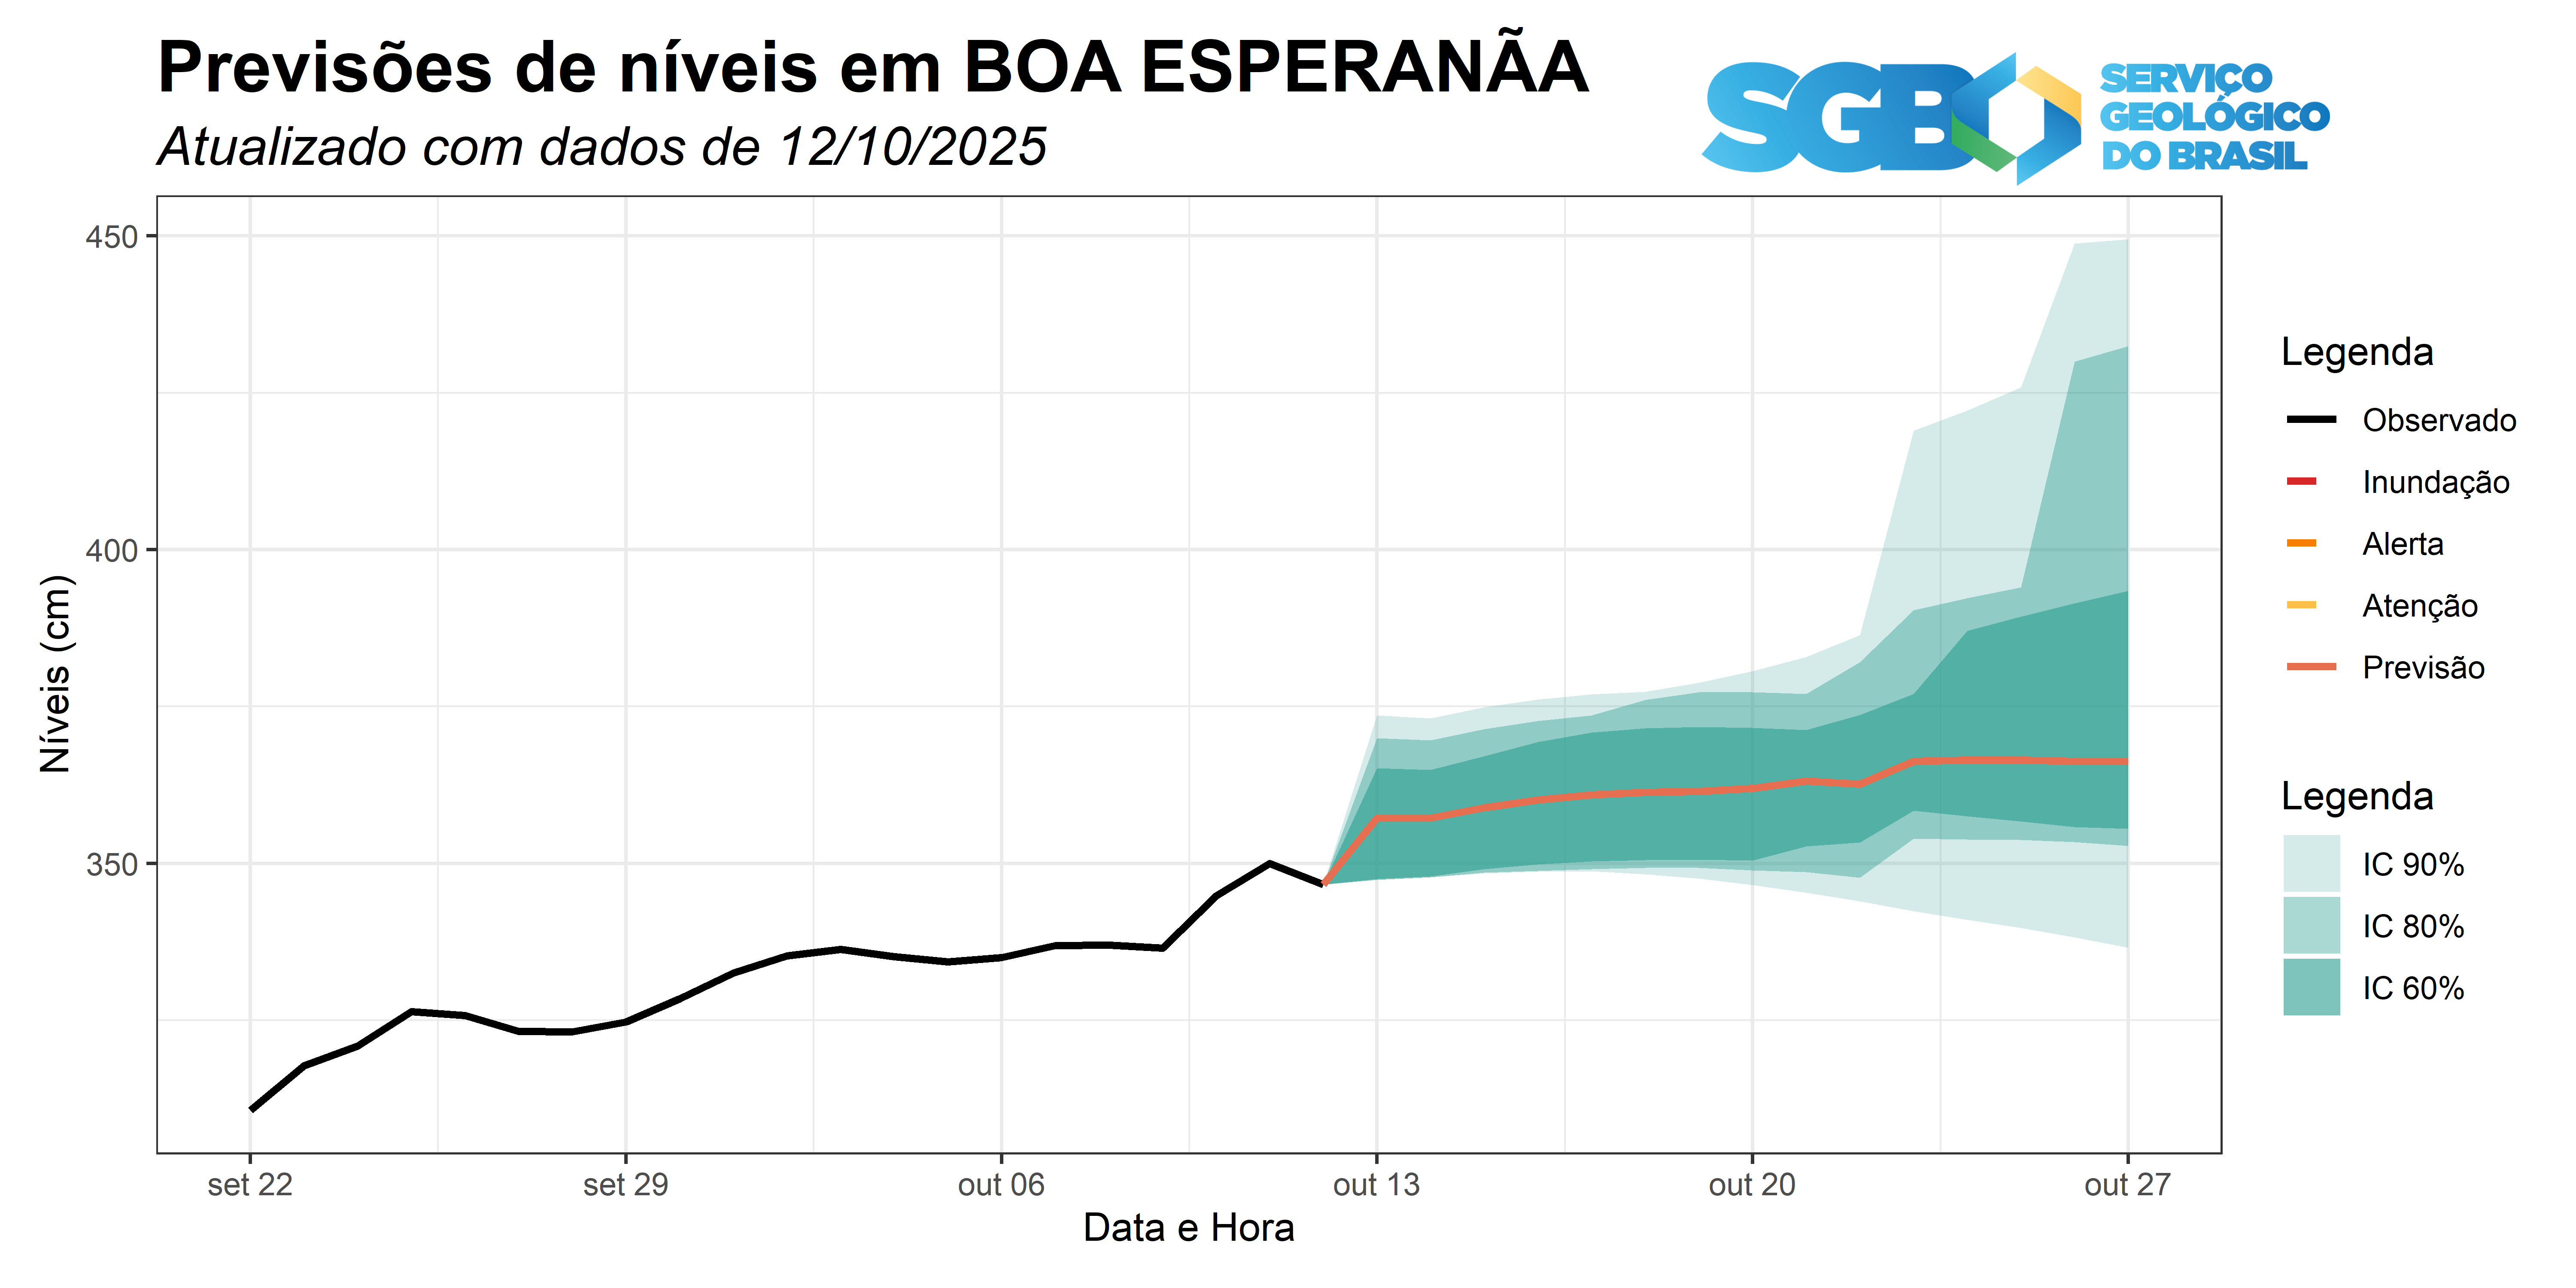 Previsões de níveis em BOA ESPERANÃA
Atualizado com dados de 12/10/2025
SGB
SERVIÇO
GEOLÓGICO
DO BRASIL
Níveis (cm)
450
400
350
set 22
set 29
out 06
out 13
out 20
out 27
Data e Hora
Legenda
Observado
Inundação
Alerta
Atenção
Previsão
Legenda
IC 90%
IC 80%
IC 60%